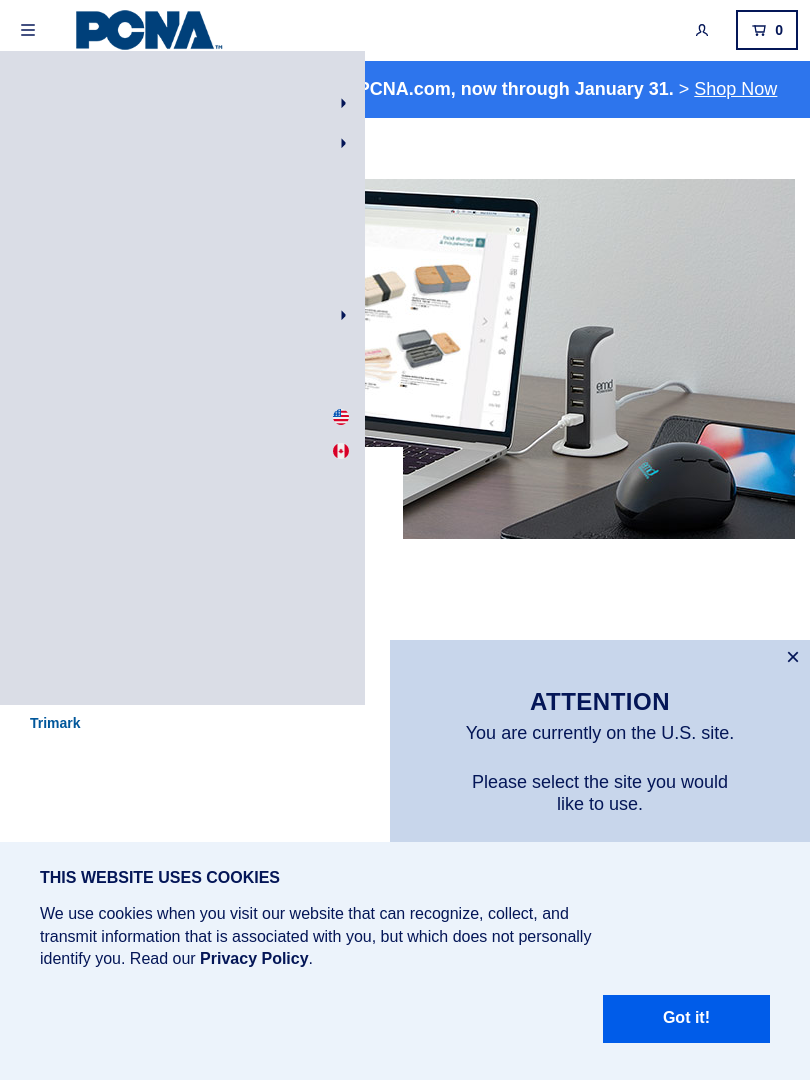 PCNA™
0
PCNA.com, now through January 31. > Shop Now
emd
emd
Trimark
ATTENTION
You are currently on the U.S. site.
Please select the site you would
like to use.
THIS WEBSITE USES COOKIES
We use cookies when you visit our website that can recognize, collect, and
transmit information that is associated with you, but which does not personally
identify you. Read our Privacy Policy.
Got it!